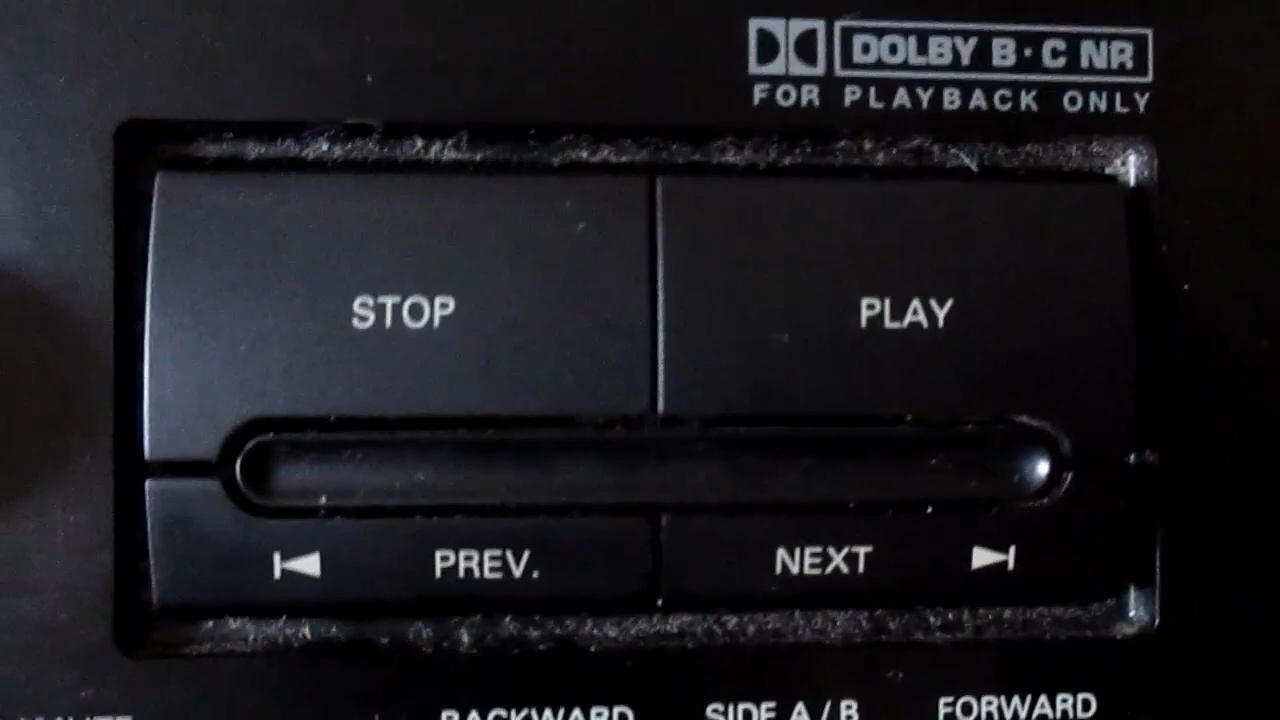 DOLBY B·C NR
FOR PLAYBACK ONLY
STOP PLAY
PREV. NEXT
BACKWARD SIDE A / B FORWARD